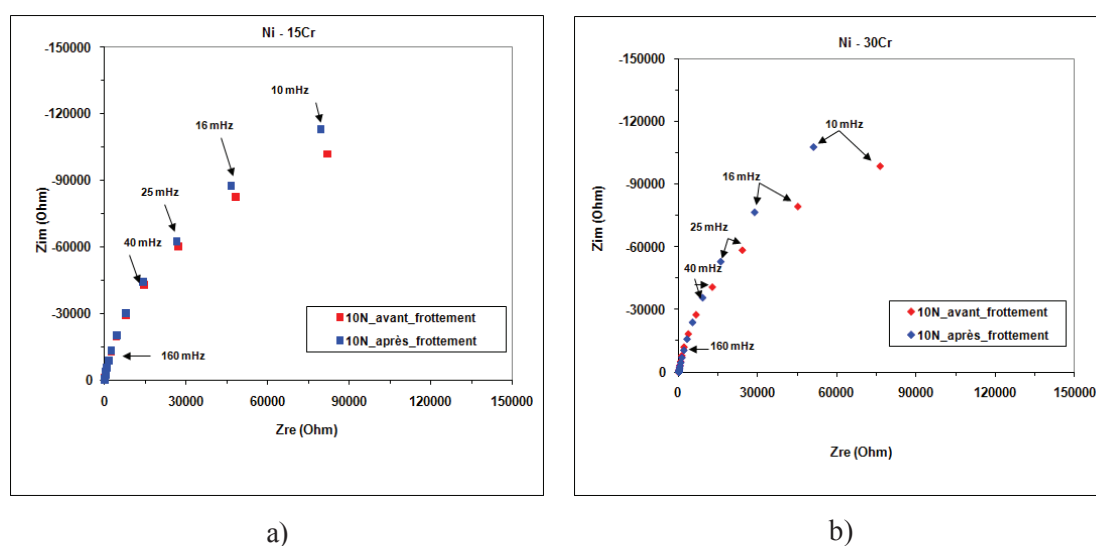 Ni - 15Cr
-150000
-120000
-90000
-60000
-30000
0
Zim (Ohm)
10 mHz
16 mHz
25 mHz
40 mHz
160 mHz
10N_avant_frottement
10N_après_frottement
0 30000 60000 90000 120000 150000
Zre (Ohm)
a)
Ni - 30Cr
-150000
-120000
-90000
-60000
-30000
0
Zim (Ohm)
10 mHz
16 mHz
25 mHz
40 mHz
160 mHz
10N_avant_frottement
10N_après_frottement
0 30000 60000 90000 120000 150000
Zre (Ohm)
b)